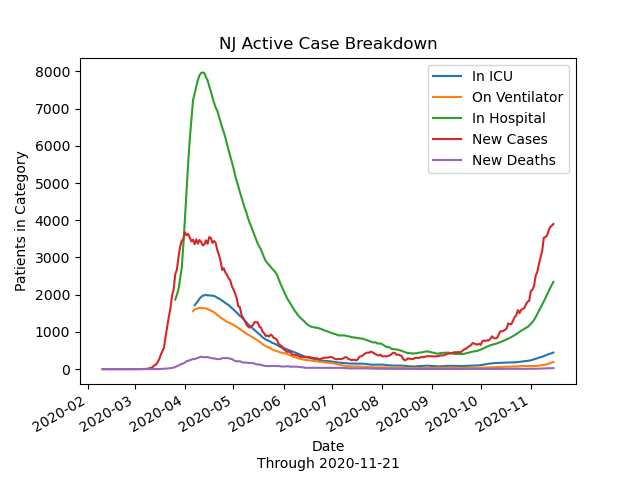 NJ Active Case Breakdown
8000
7000
6000
5000
4000
3000
2000
1000
0
Patients in Category
In ICU
On Ventilator
In Hospital
New Cases
New Deaths
2020-02
2020-03
2020-04
2020-05
2020-06
2020-07
2020-08
2020-09
2020-10
2020-11
Date
Through 2020-11-21